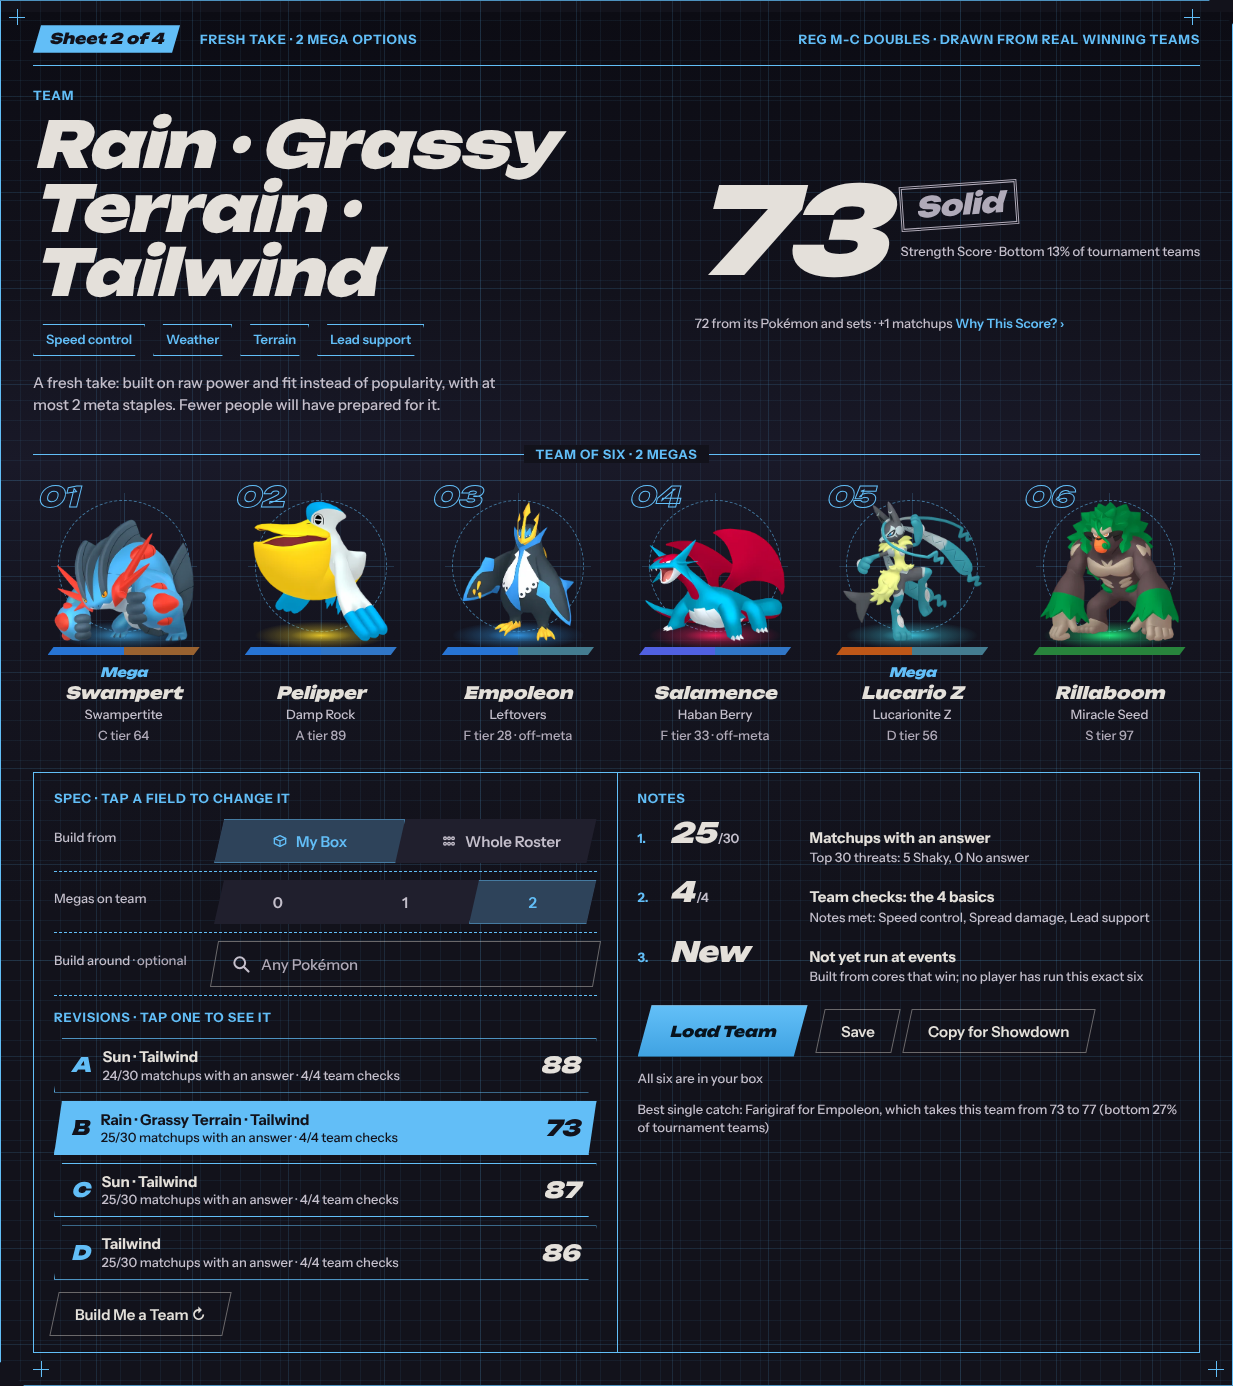 Sheet 2 of 4
FRESH TAKE · 2 MEGA OPTIONS
REG M-C DOUBLES · DRAWN FROM REAL WINNING TEAMS
TEAM
Rain · Grassy
Terrain ·
Tailwind
73
Solid
Strength Score · Bottom 13% of tournament teams
72 from its Pokémon and sets · +1 matchups Why This Score? ›
Speed control
Weather
Terrain
Lead support
A fresh take: built on raw power and fit instead of popularity, with at
most 2 meta staples. Fewer people will have prepared for it.
TEAM OF SIX · 2 MEGAS
01
02
03
04
05
06
Mega
Swampert
Swampertite
C tier 64
Pelipper
Damp Rock
A tier 89
Empoleon
Leftovers
F tier 28 · off-meta
Salamence
Haban Berry
F tier 33 · off-meta
Mega
Lucario Z
Lucarionite Z
D tier 56
Rillaboom
Miracle Seed
S tier 97
SPEC · TAP A FIELD TO CHANGE IT
Build from
My Box
Whole Roster
Megas on team
0
1
2
Build around · optional
Any Pokémon
REVISIONS · TAP ONE TO SEE IT
A
Sun · Tailwind
24/30 matchups with an answer · 4/4 team checks
88
B
Rain · Grassy Terrain · Tailwind
25/30 matchups with an answer · 4/4 team checks
73
C
Sun · Tailwind
25/30 matchups with an answer · 4/4 team checks
87
D
Tailwind
25/30 matchups with an answer · 4/4 team checks
86
Build Me a Team ↻
NOTES
1.
25/30
Matchups with an answer
Top 30 threats: 5 Shaky, 0 No answer
2.
4/4
Team checks: the 4 basics
Notes met: Speed control, Spread damage, Lead support
3.
New
Not yet run at events
Built from cores that win; no player has run this exact six
Load Team
Save
Copy for Showdown
All six are in your box
Best single catch: Farigiraf for Empoleon, which takes this team from 73 to 77 (bottom 27%
of tournament teams)